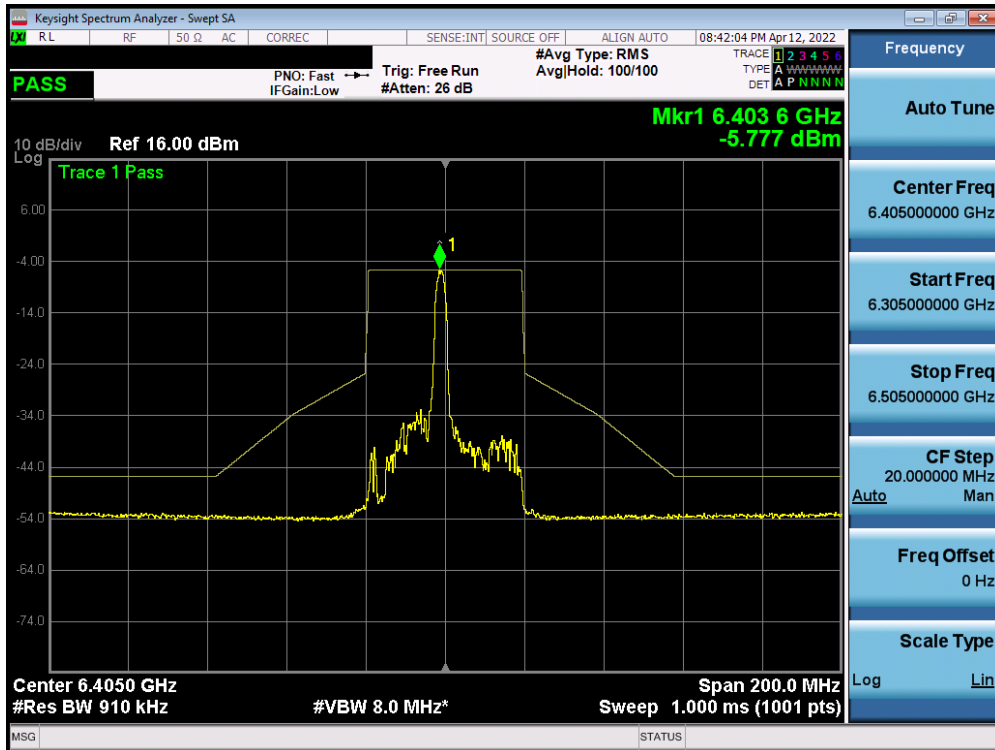 Keysight Spectrum Analyzer - Swept SA
LXI RL RF 50 Ω AC CORREC SENSE:INT SOURCE OFF ALIGN AUTO 08:42:04 PM Apr 12, 2022
PASS
PNO: Fast
IFGain:Low
Trig: Free Run
#Atten: 26 dB
#Avg Type: RMS
Avg|Hold: 100/100
TRACE 1 2 3 4 5 6
TYPE A WWWWW
DET A P N N N N
Mkr1 6.403 6 GHz
-5.777 dBm
10 dB/div Ref 16.00 dBm
Log
Trace 1 Pass
1
6.00
-4.00
-14.0
-24.0
-34.0
-44.0
-54.0
-64.0
-74.0
Center 6.4050 GHz Span 200.0 MHz
#Res BW 910 kHz #VBW 8.0 MHz* Sweep 1.000 ms (1001 pts)
MSG STATUS
Frequency
Auto Tune
Center Freq
6.405000000 GHz
Start Freq
6.305000000 GHz
Stop Freq
6.505000000 GHz
CF Step
20.000000 MHz
Auto Man
Freq Offset
0 Hz
Scale Type
Log Lin